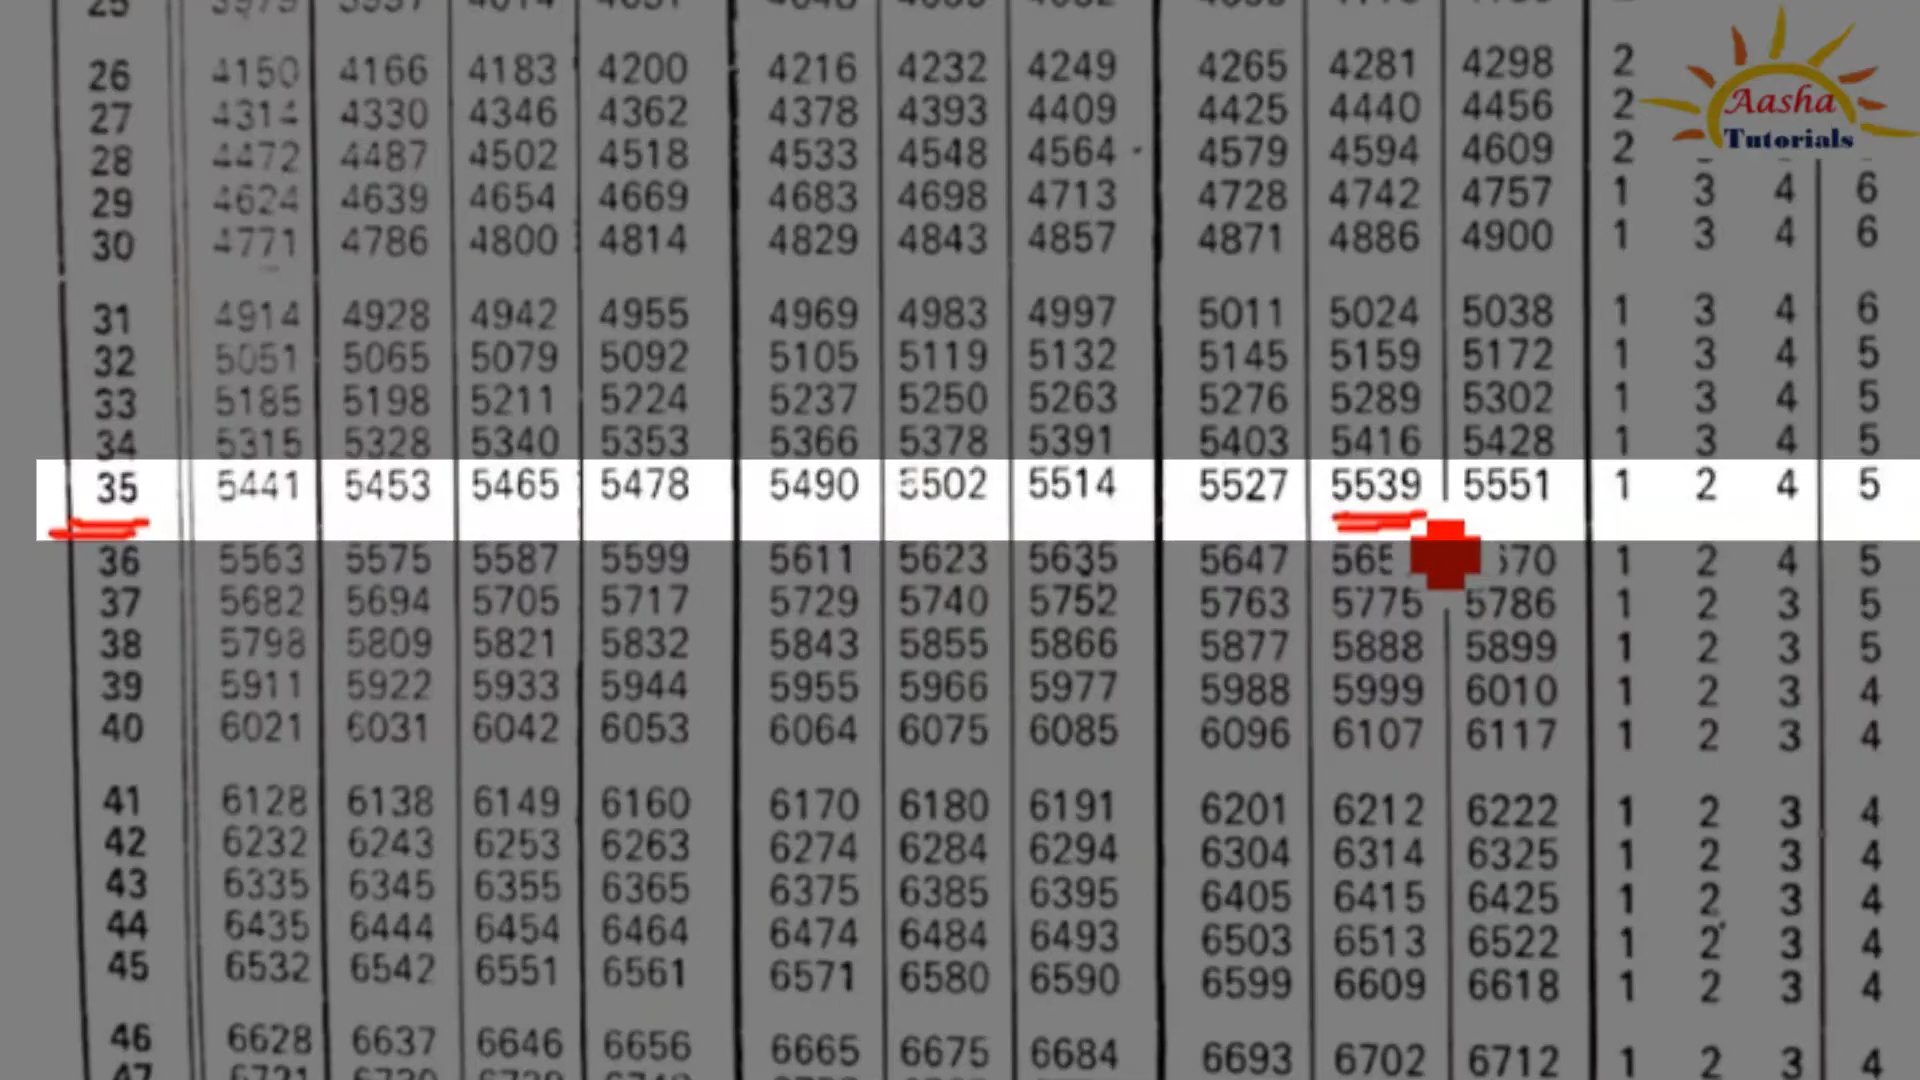 26 4150 4166 4183 4200 4216 4232 4249 4265 4281 4298 2
27 4314 4330 4346 4362 4378 4393 4409 4425 4440 4456 2
28 4472 4487 4502 4518 4533 4548 4564 4579 4594 4609 2
29 4624 4639 4654 4669 4683 4698 4713 4728 4742 4757 1 3 4 6
30 4771 4786 4800 4814 4829 4843 4857 4871 4886 4900 1 3 4 6
31 4914 4928 4942 4955 4969 4983 4997 5011 5024 5038 1 3 4 6
32 5051 5065 5079 5092 5105 5119 5132 5145 5159 5172 1 3 4 5
33 5185 5198 5211 5224 5237 5250 5263 5276 5289 5302 1 3 4 5
34 5315 5328 5340 5353 5366 5378 5391 5403 5416 5428 1 3 4 5
35 5441 5453 5465 5478 5490 5502 5514 5527 5539 5551 1 2 4 5
36 5563 5575 5587 5599 5611 5623 5635 5647 1 2 4 5
37 5682 5694 5705 5717 5729 5740 5752 5763 5775 5786 1 2 3 5
38 5798 5809 5821 5832 5843 5855 5866 5877 5888 5899 1 2 3 5
39 5911 5922 5933 5944 5955 5966 5977 5988 5999 6010 1 2 3 4
40 6021 6031 6042 6053 6064 6075 6085 6096 6107 6117 1 2 3 4
41 6128 6138 6149 6160 6170 6180 6191 6201 6212 6222 1 2 3 4
42 6232 6243 6253 6263 6274 6284 6294 6304 6314 6325 1 2 3 4
43 6335 6345 6355 6365 6375 6385 6395 6405 6415 6425 1 2 3 4
44 6435 6444 6454 6464 6474 6484 6493 6503 6513 6522 1 2 3 4
45 6532 6542 6551 6561 6571 6580 6590 6599 6609 6618 1 2 3 4
46 6628 6637 6646 6656 6665 6675 6684 6693 6702 6712 1 2 3 4
Aasha
Tutorials